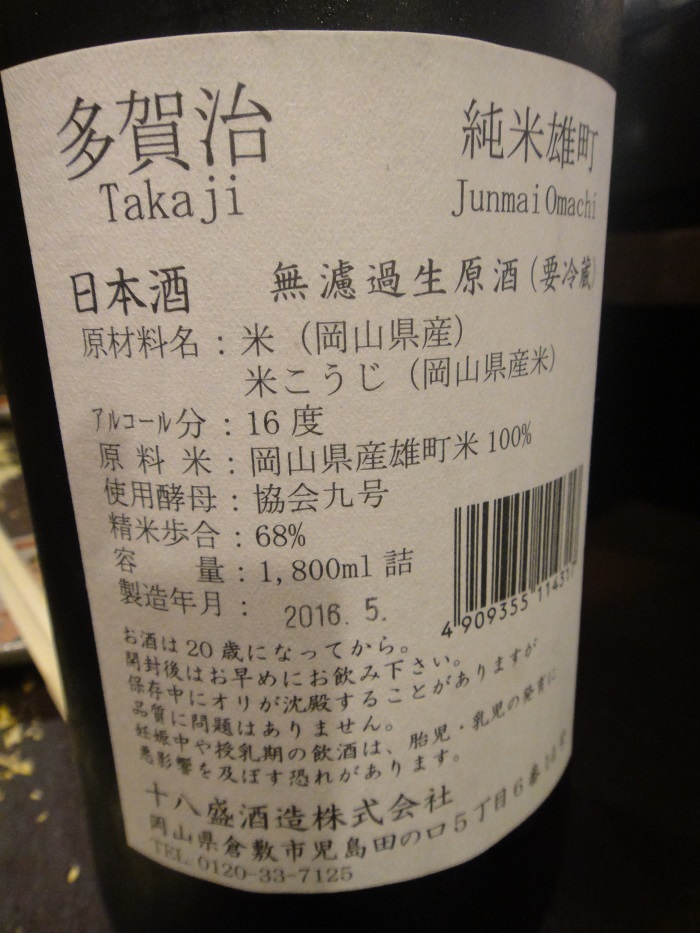 多賀治 純米雄町
Takaji Junmai Omachi
日本酒 無濾過生原酒(要冷蔵)
原材料名：米（岡山県産）
米こうじ（岡山県産米）
アルコール分：16度
原料米：岡山県産雄町米100%
使用酵母：協会九号
精米歩合：68%
容量：1,800ml詰
製造年月：2016.5.
4 909355 11431
お酒は20歳になってから。
開封後はお早めにお飲み下さい。
保存中にオリが沈殿することがありますが
品質に問題はありません。
妊娠中や授乳期の飲酒は、胎児・乳児の発育に
悪影響を及ぼす恐れがあります。
十八盛酒造株式会社
岡山県倉敷市児島田の口5丁目6番
TEL 0120-33-7125